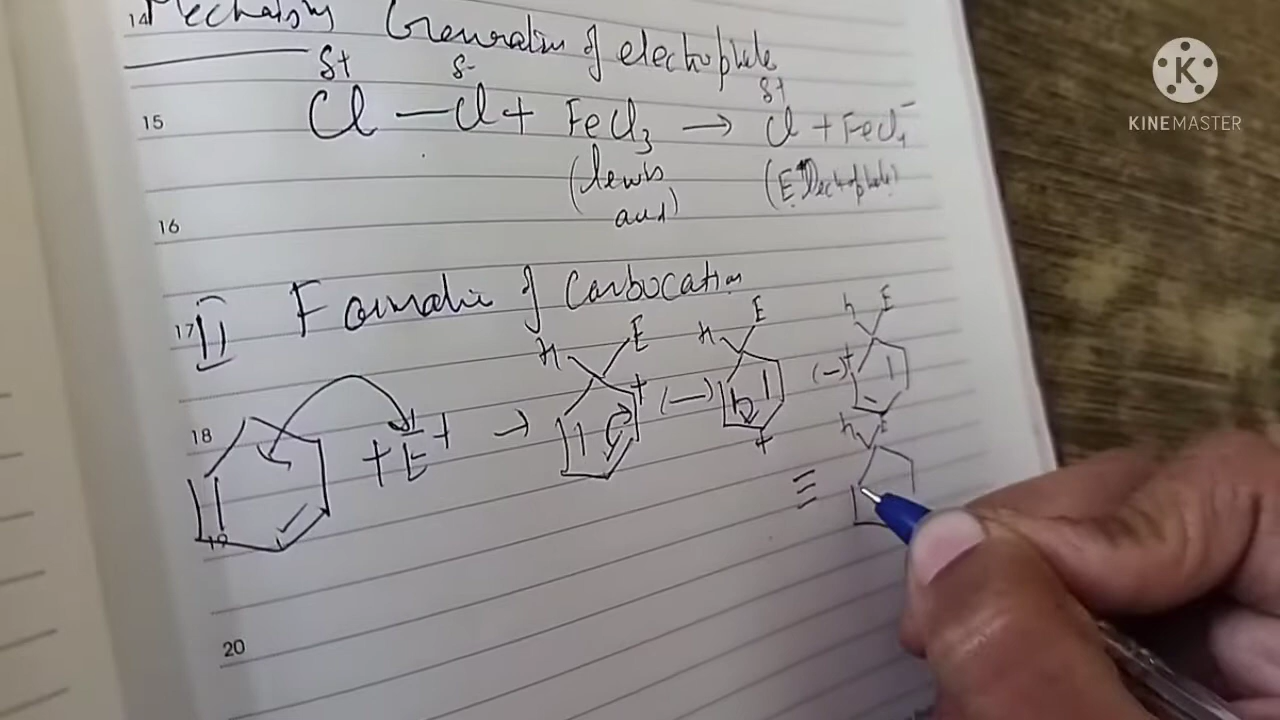 14 Mechanism Generation of electrophile
δ+ δ- δ+
15 Cl — Cl + FeCl3 → Cl + FeCl4-
(lewis (Electrophile)
acid)
16
17 II Formation of Carbocation
H E H E H E
18 + E+ → + (—) + (—) +
H E
≡
19
20
K
KINEMASTER